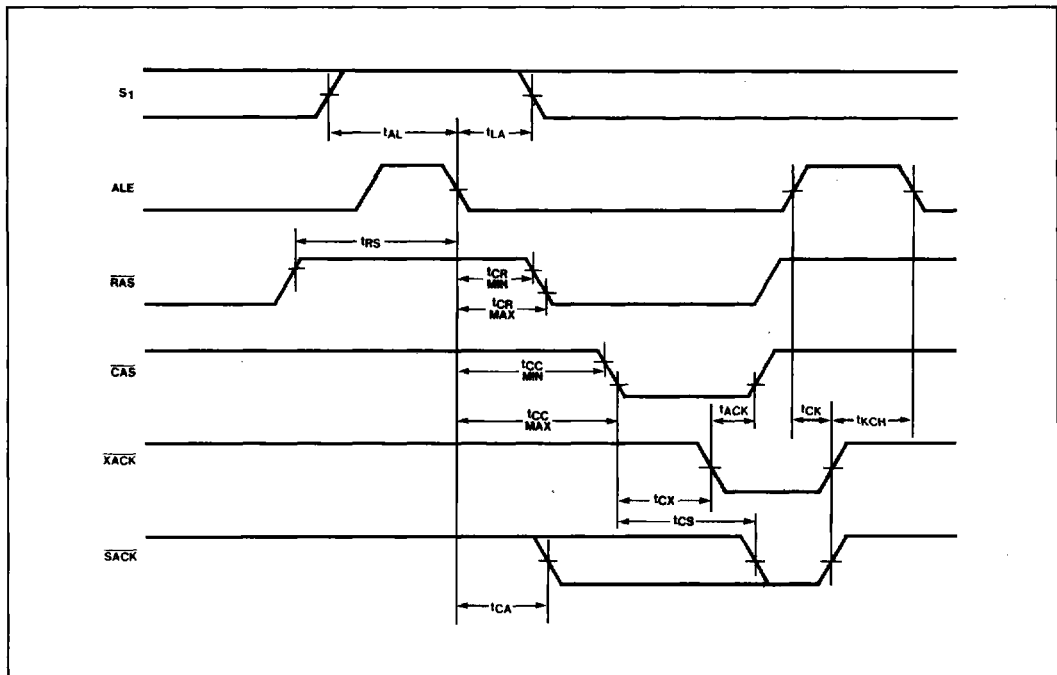 S1
tAL
tLA
ALE
tRS
RAS
tCR
MIN
tCR
MAX
CAS
tCC
MIN
tACK
tCK
tKCH
tCC
MAX
XACK
tCX
tCS
SACK
tCA